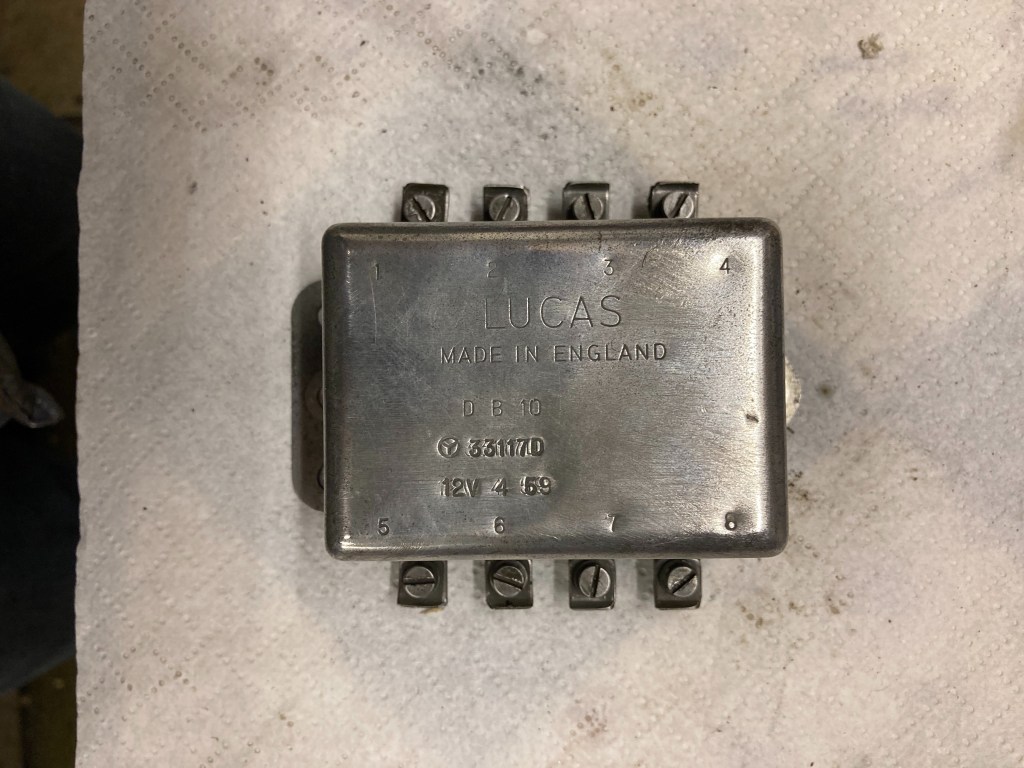 1 2 3 4
LUCAS
MADE IN ENGLAND
D B 10
33117D
12V 4 59
5 6 7 8